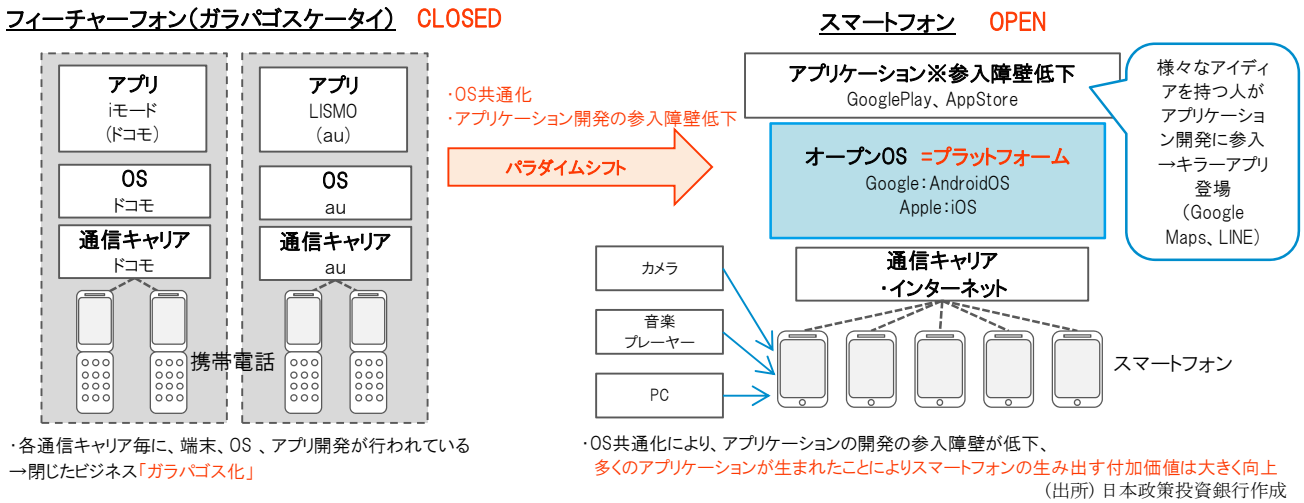 フィーチャーフォン(ガラパゴスケータイ) CLOSED
アプリ
iモード
(ドコモ)
OS
ドコモ
通信キャリア
ドコモ
アプリ
LISMO
(au)
OS
au
通信キャリア
au
携帯電話
・各通信キャリア毎に、端末、OS 、アプリ開発が行われている
→閉じたビジネス「ガラパゴス化」
・OS共通化
・アプリケーション開発の参入障壁低下
パラダイムシフト
スマートフォン OPEN
アプリケーション※参入障壁低下
GooglePlay、AppStore
オープンOS =プラットフォーム
Google:AndroidOS
Apple:iOS
通信キャリア
・インターネット
様々なアイディ
アを持つ人が
アプリケーショ
ン開発に参入
→キラーアプリ
登場
(Google
Maps、LINE)
カメラ
音楽
プレーヤー
PC
スマートフォン
・OS共通化により、アプリケーションの開発の参入障壁が低下、
多くのアプリケーションが生まれたことによりスマートフォンの生み出す付加価値は大きく向上
(出所) 日本政策投資銀行作成